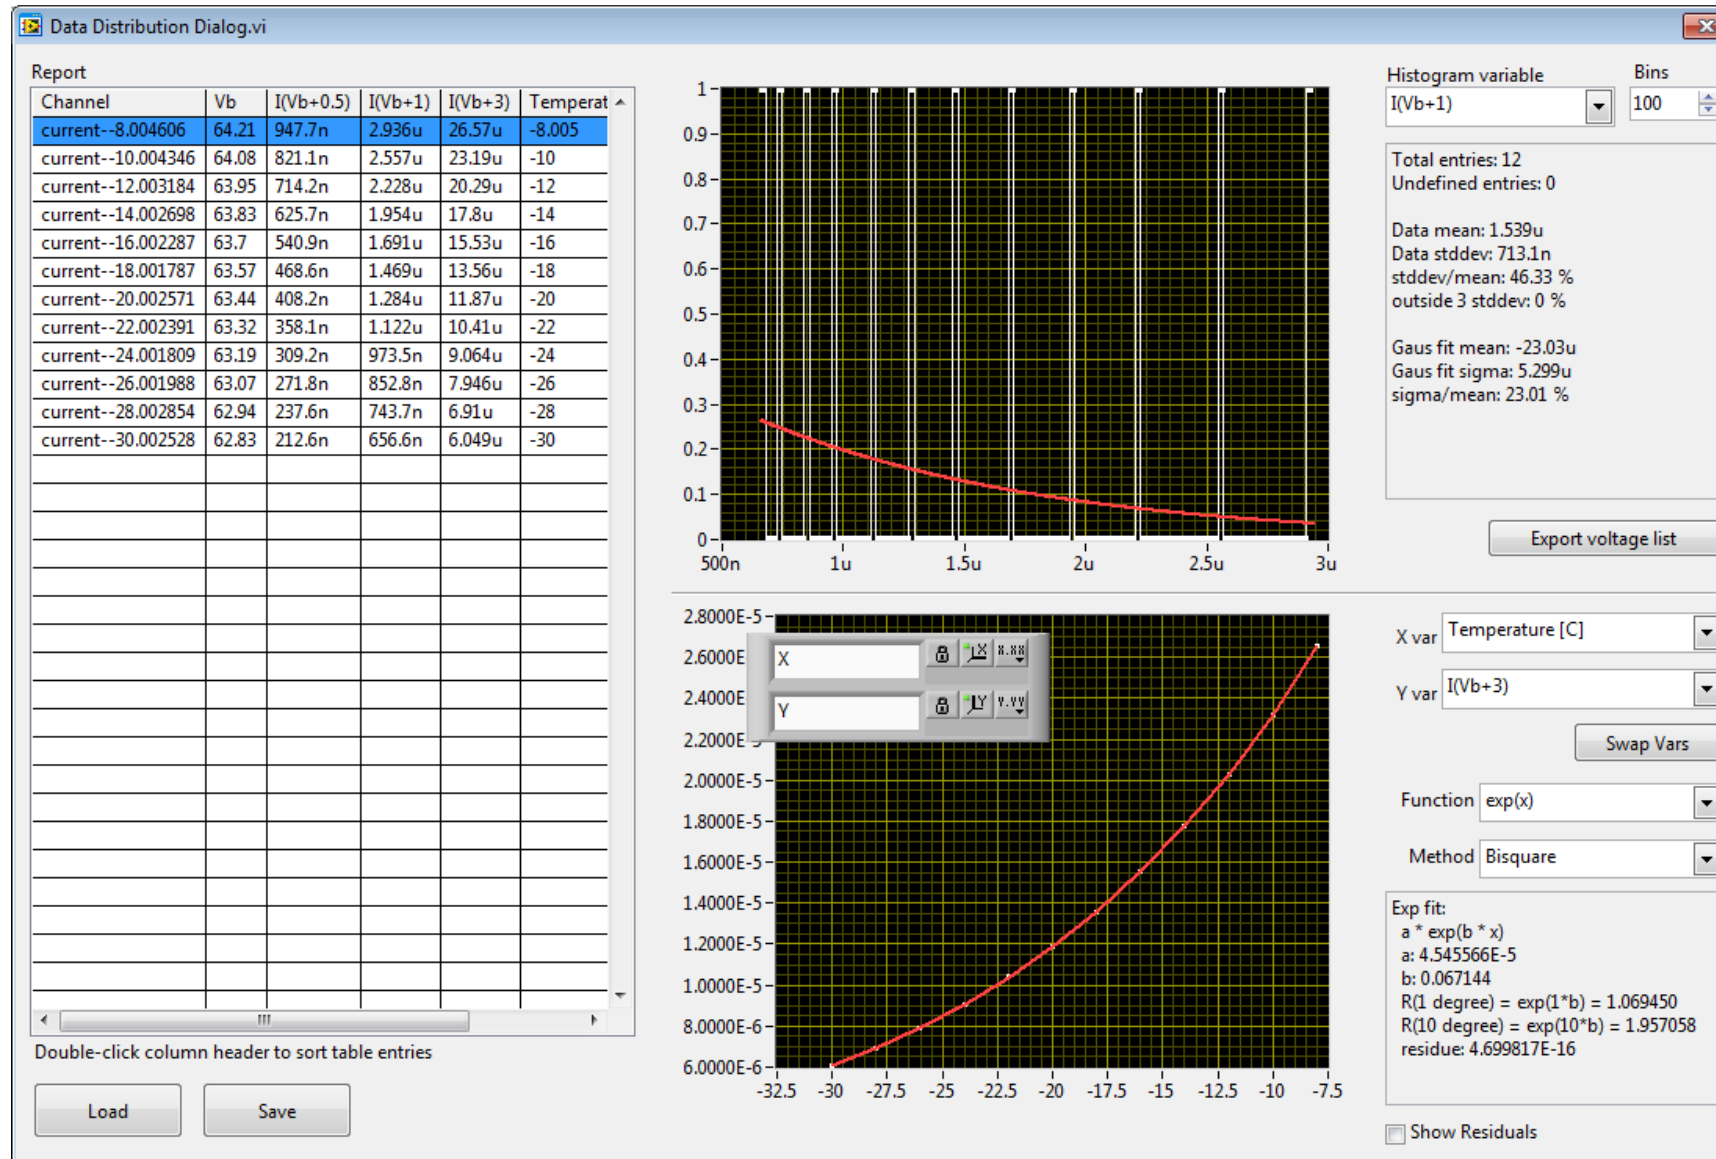 Data Distribution Dialog.vi
Report
Channel Vb I(Vb+0.5) I(Vb+1) I(Vb+3) Temperat
current--8.004606 64.21 947.7n 2.936u 26.57u -8.005
current--10.004346 64.08 821.1n 2.557u 23.19u -10
current--12.003184 63.95 714.2n 2.228u 20.29u -12
current--14.002698 63.83 625.7n 1.954u 17.8u -14
current--16.002287 63.7 540.9n 1.691u 15.53u -16
current--18.001787 63.57 468.6n 1.469u 13.56u -18
current--20.002571 63.44 408.2n 1.284u 11.87u -20
current--22.002391 63.32 358.1n 1.122u 10.41u -22
current--24.001809 63.19 309.2n 973.5n 9.064u -24
current--26.001988 63.07 271.8n 852.8n 7.946u -26
current--28.002854 62.94 237.6n 743.7n 6.91u -28
current--30.002528 62.83 212.6n 656.6n 6.049u -30
Double-click column header to sort table entries
Load Save
1
0.9
0.8
0.7
0.6
0.5
0.4
0.3
0.2
0.1
0
500n 1u 1.5u 2u 2.5u 3u
Histogram variable Bins
I(Vb+1) 100
Total entries: 12
Undefined entries: 0
Data mean: 1.539u
Data stddev: 713.1n
stddev/mean: 46.33 %
outside 3 stddev: 0 %
Gaus fit mean: -23.03u
Gaus fit sigma: 5.299u
sigma/mean: 23.01 %
Export voltage list
2.8000E-5
2.6000E
2.4000E
2.2000E-5
2.0000E-5
1.8000E-5
1.6000E-5
1.4000E-5
1.2000E-5
1.0000E-5
8.0000E-6
6.0000E-6
-32.5 -30 -27.5 -25 -22.5 -20 -17.5 -15 -12.5 -10 -7.5
X X X.XX
Y Y Y.YY
X var Temperature [C]
Y var I(Vb+3)
Swap Vars
Function exp(x)
Method Bisquare
Exp fit:
a * exp(b * x)
a: 4.545566E-5
b: 0.067144
R(1 degree) = exp(1*b) = 1.069450
R(10 degree) = exp(10*b) = 1.957058
residue: 4.699817E-16
Show Residuals